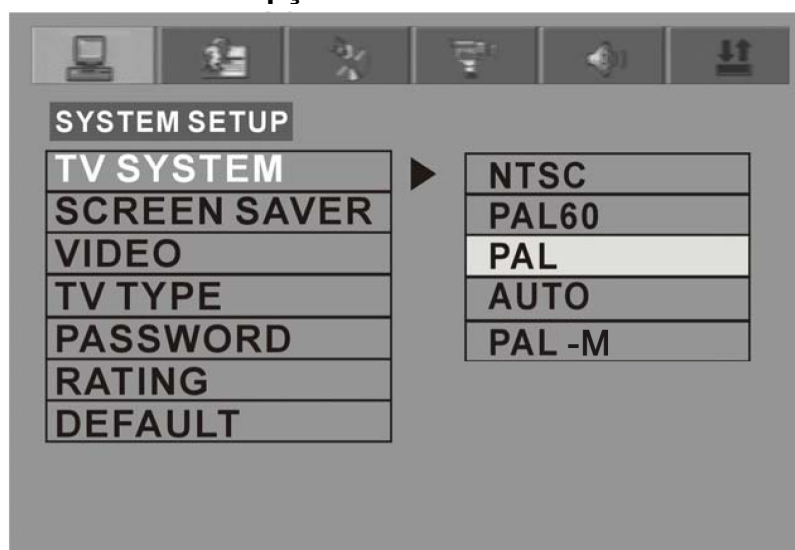 SYSTEM SETUP
TV SYSTEM
SCREEN SAVER
VIDEO
TV TYPE
PASSWORD
RATING
DEFAULT
NTSC
PAL60
PAL
AUTO
PAL -M